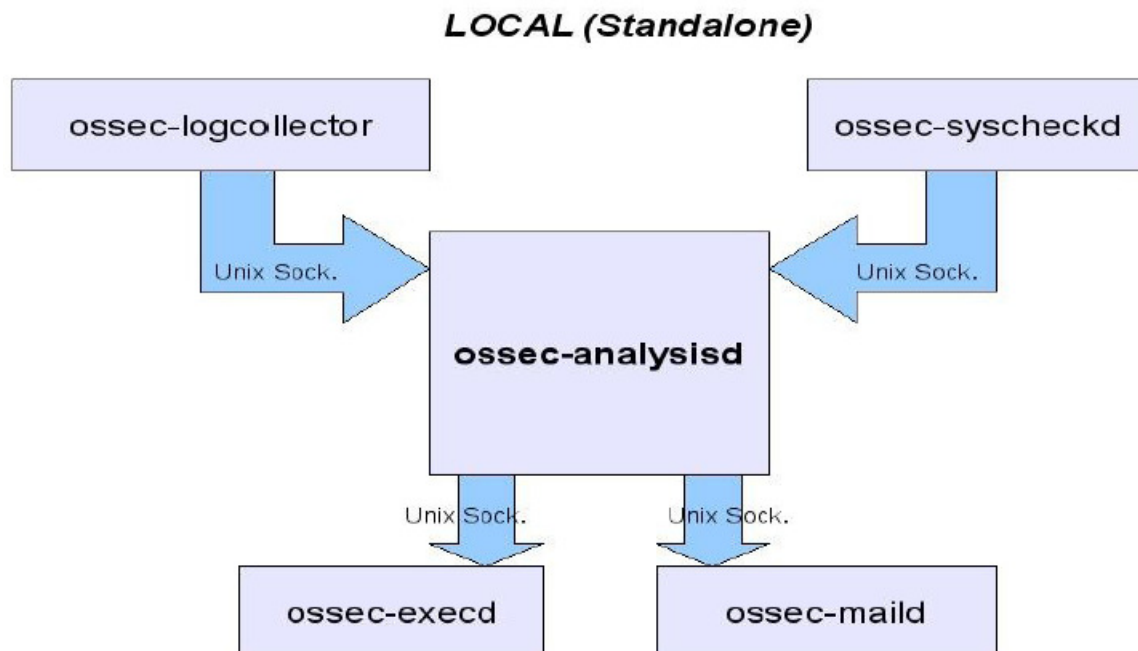 LOCAL (Standalone)
ossec-logcollector
ossec-syscheckd
Unix Sock.
Unix Sock.
ossec-analysisd
Unix Sock.
Unix Sock.
ossec-execd
ossec-maild